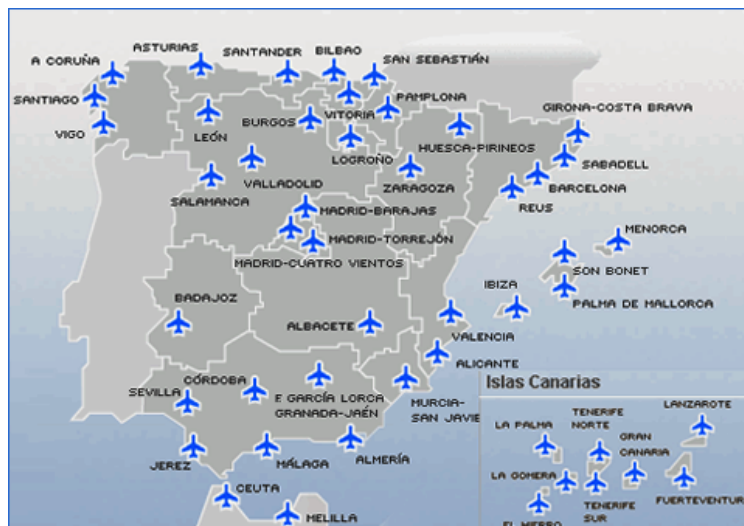 ASTURIAS
SANTANDER
BILBAO
A CORUÑA
SAN SEBASTIÁN
SANTIAGO
PAMPLONA
GIRONA-COSTA BRAVA
VIGO
LEÓN
BURGOS
VITORIA
HUESCA-PIRINEOS
LOGROÑO
SABADELL
VALLADOLID
ZARAGOZA
BARCELONA
SALAMANCA
REUS
MADRID-BARAJAS
MENORCA
MADRID-TORREJÓN
MADRID-CUATRO VIENTOS
SON BONET
IBIZA
PALMA DE MALLORCA
BADAJOZ
ALBACETE
VALENCIA
ALICANTE
CÓRDOBA
SEVILLA
F GARCÍA LORCA
GRANADA-JAÉN
MURCIA-
SAN JAVIE
Islas Canarias
LANZAROTE
TENERIFE
NORTE
LA PALMA
GRAN
CANARIA
JEREZ
MÁLAGA
ALMERÍA
LA GOMERA
FUERTEVENTUR
CEUTA
TENERIFE
SUR
MELILLA
EL HIERRO